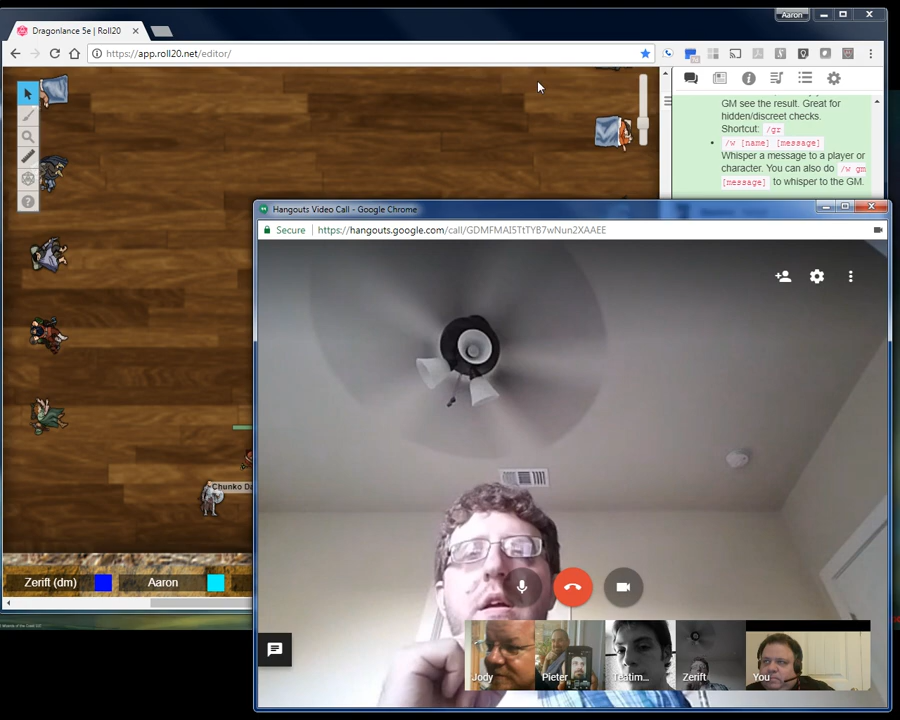 Aaron
Dragonlance 5e | Roll20
https://app.roll20.net/editor/
GM see the result. Great for
hidden/discreet checks.
Shortcut: /gr
/w [name] [message]
Whisper a message to a player or
character. You can also do /w gm
[message] to whisper to the GM.
Hangouts Video Call - Google Chrome
Secure https://hangouts.google.com/call/GDMFMAI5TtTYB7wNun2XAAEE
Chunko Da
Zerift (dm)
Aaron
Jody
Pieter
Teatim...
Zerift
You